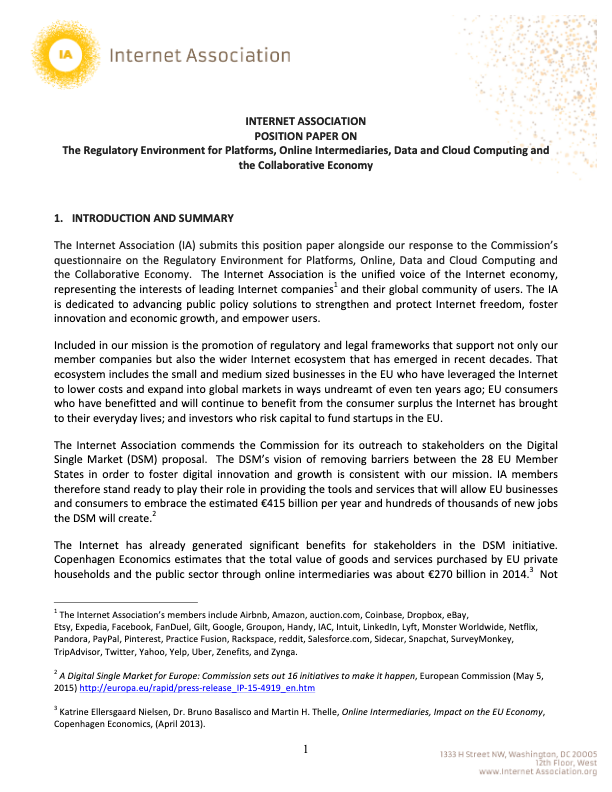 IA Internet Association
INTERNET ASSOCIATION
POSITION PAPER ON
The Regulatory Environment for Platforms, Online Intermediaries, Data and Cloud Computing and
the Collaborative Economy
1. INTRODUCTION AND SUMMARY
The Internet Association (IA) submits this position paper alongside our response to the Commission's
questionnaire on the Regulatory Environment for Platforms, Online, Data and Cloud Computing and
the Collaborative Economy. The Internet Association is the unified voice of the Internet economy,
representing the interests of leading Internet companies1 and their global community of users. The IA
is dedicated to advancing public policy solutions to strengthen and protect Internet freedom, foster
innovation and economic growth, and empower users.
Included in our mission is the promotion of regulatory and legal frameworks that support not only our
member companies but also the wider Internet ecosystem that has emerged in recent decades. That
ecosystem includes the small and medium sized businesses in the EU who have leveraged the Internet
to lower costs and expand into global markets in ways undreamt of even ten years ago; EU consumers
who have benefitted and will continue to benefit from the consumer surplus the Internet has brought
to their everyday lives; and investors who risk capital to fund startups in the EU.
The Internet Association commends the Commission for its outreach to stakeholders on the Digital
Single Market (DSM) proposal. The DSM's vision of removing barriers between the 28 EU Member
States in order to foster digital innovation and growth is consistent with our mission. IA members
therefore stand ready to play their role in providing the tools and services that will allow EU businesses
and consumers to embrace the estimated €415 billion per year and hundreds of thousands of new jobs
the DSM will create.2
The Internet has already generated significant benefits for stakeholders in the DSM initiative.
Copenhagen Economics estimates that the total value of goods and services purchased by EU private
households and the public sector through online intermediaries was about €270 billion in 2014.3 Not
1 The Internet Association's members include Airbnb, Amazon, auction.com, Coinbase, Dropbox, eBay,
Etsy, Expedia, Facebook, FanDuel, Gilt, Google, Groupon, Handy, IAC, Intuit, LinkedIn, Lyft, Monster Worldwide, Netflix,
Pandora, PayPal, Pinterest, Practice Fusion, Rackspace, reddit, Salesforce.com, Sidecar, Snapchat, SurveyMonkey,
TripAdvisor, Twitter, Yahoo, Yelp, Uber, Zenefits, and Zynga.
2 A Digital Single Market for Europe: Commission sets out 16 initiatives to make it happen, European Commission (May 5,
2015) http://europa.eu/rapid/press-release_IP-15-4919_en.htm
3 Katrine Ellersgaard Nielsen, Dr. Bruno Basalisco and Martin H. Thelle, Online Intermediaries, Impact on the EU Economy,
Copenhagen Economics, (April 2013).
1
1333 H Street NW, Washington, DC 20005
12th Floor, West
www.Internet Association.org